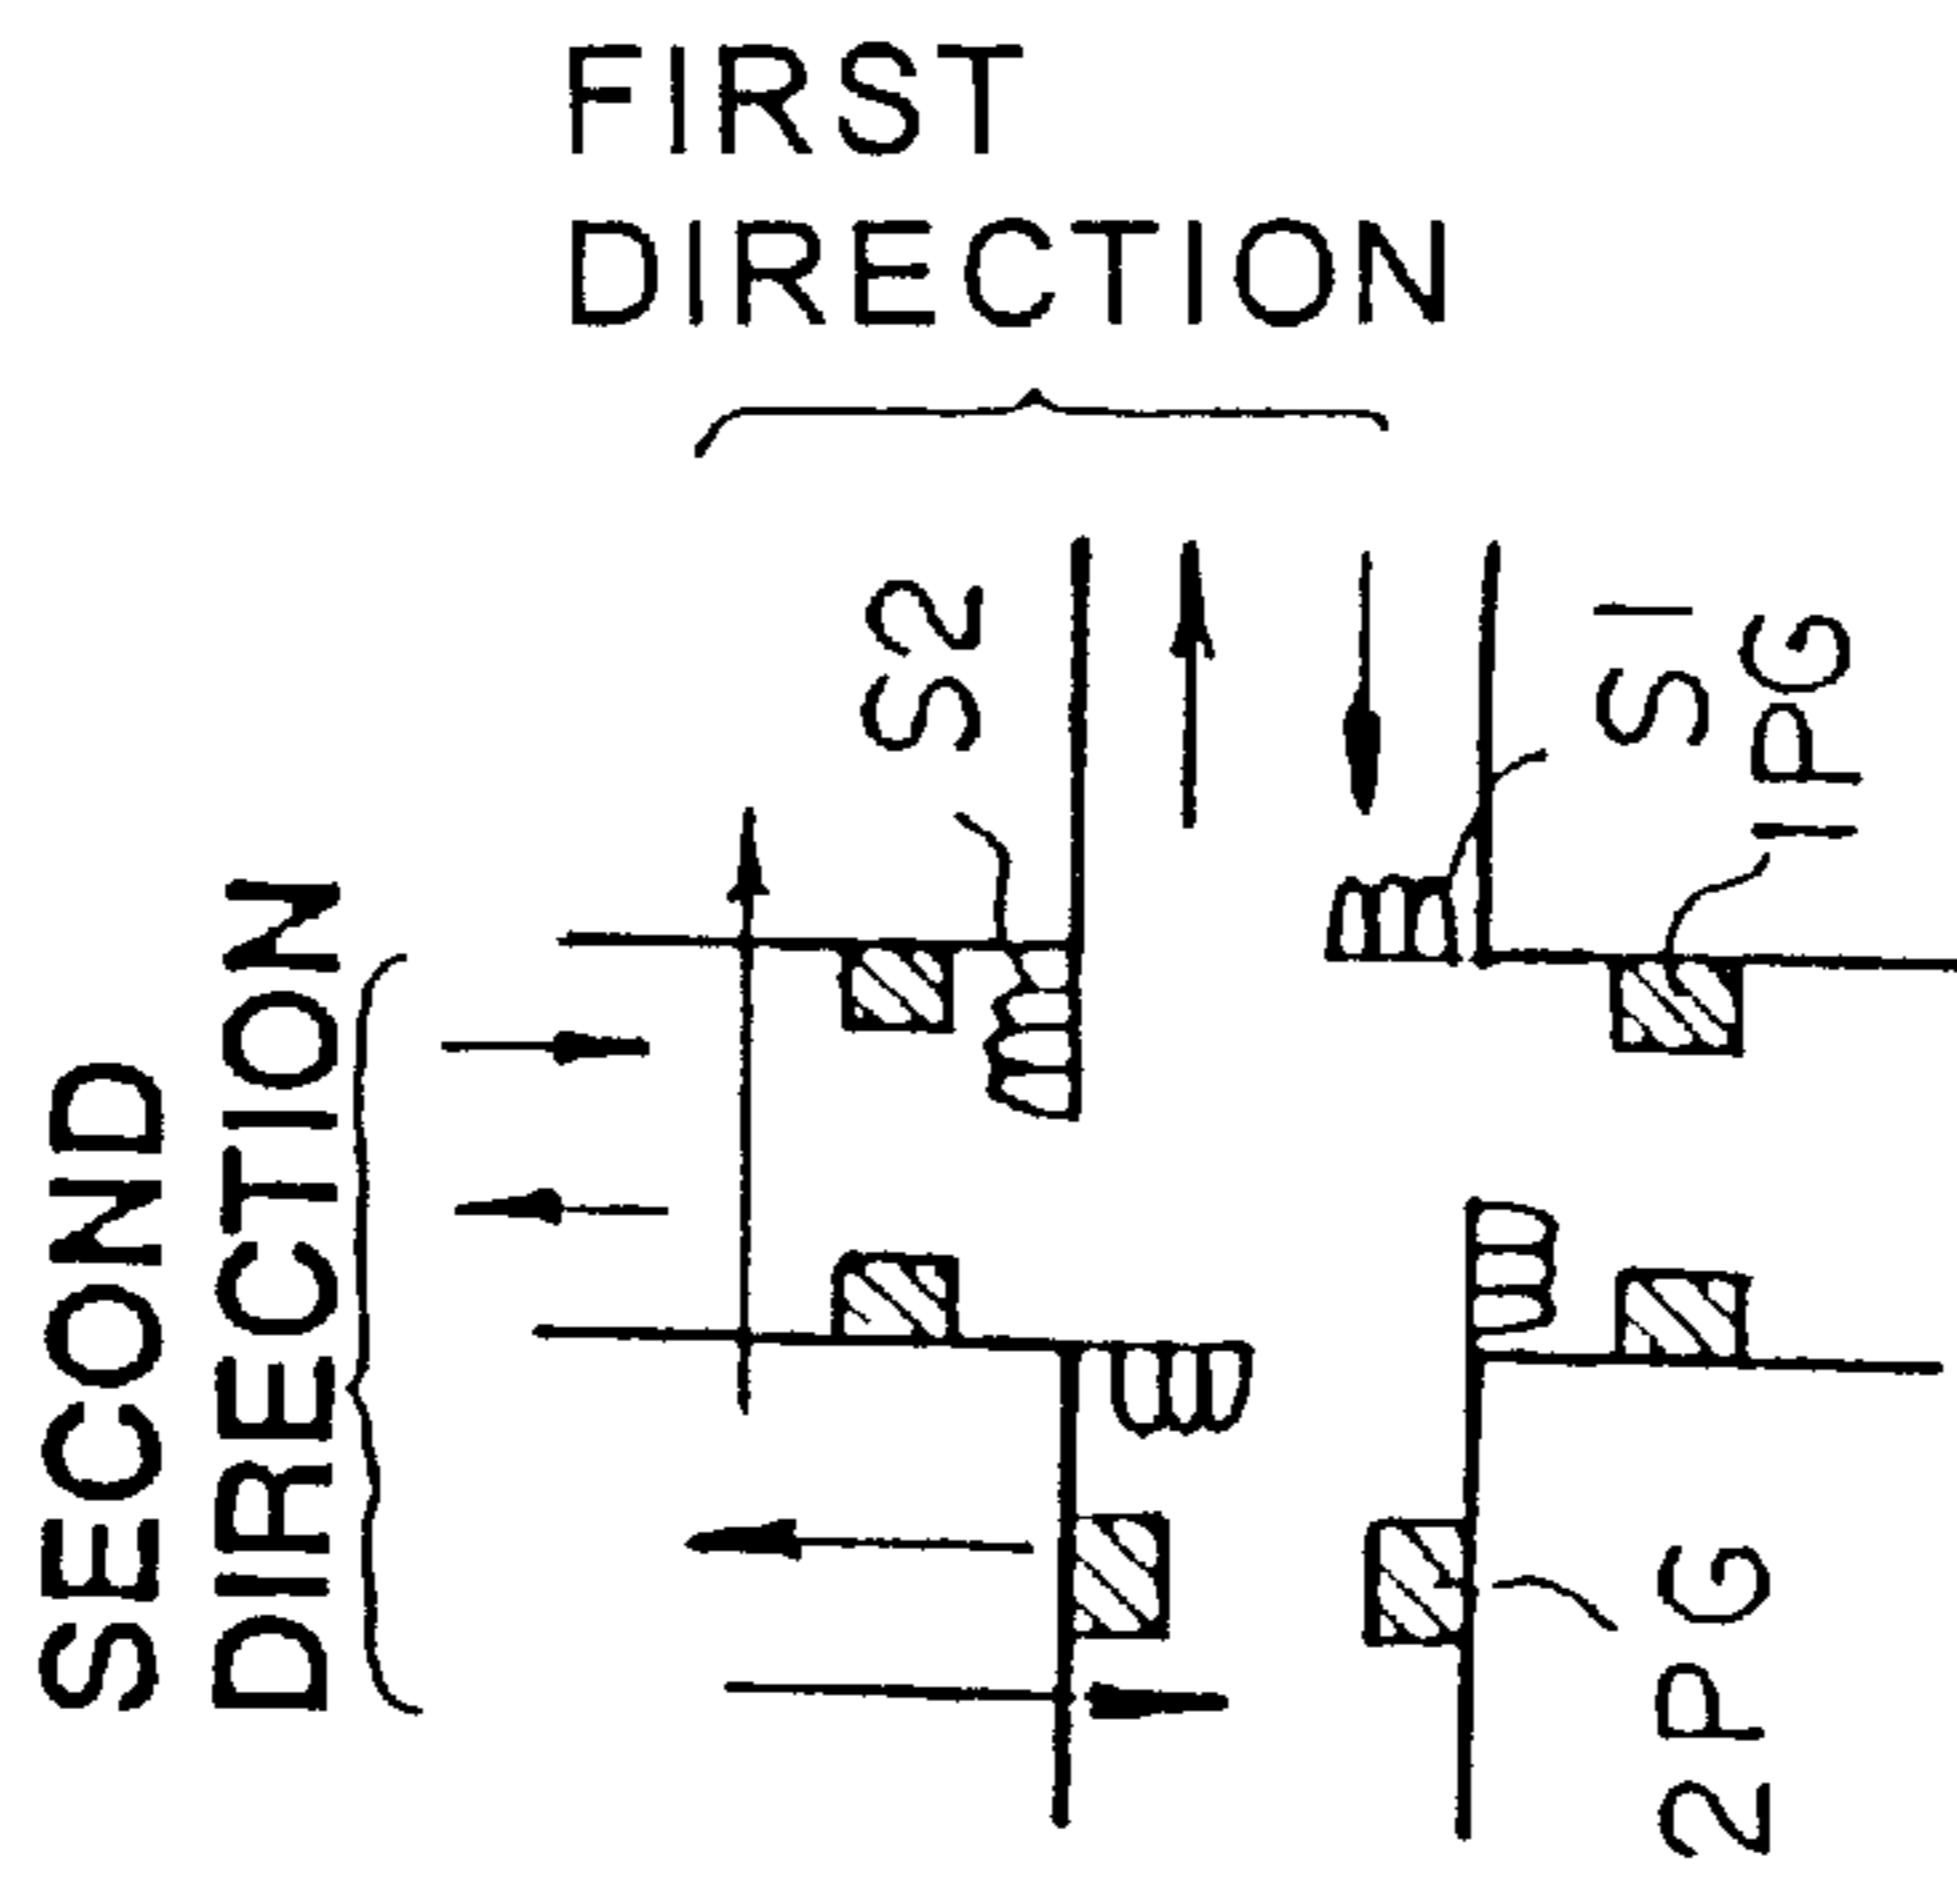 FIRST
DIRECTION
SECOND
DIRECTION
S2
S1
1PG
2PG